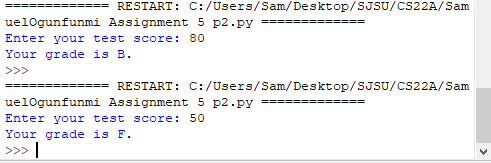 ============= RESTART: C:/Users/Sam/Desktop/SJSU/CS22A/Sam
uelOgunfunmi Assignment 5 p2.py =============
Enter your test score: 80
Your grade is B.
>>>
============= RESTART: C:/Users/Sam/Desktop/SJSU/CS22A/Sam
uelOgunfunmi Assignment 5 p2.py =============
Enter your test score: 50
Your grade is F.
>>>